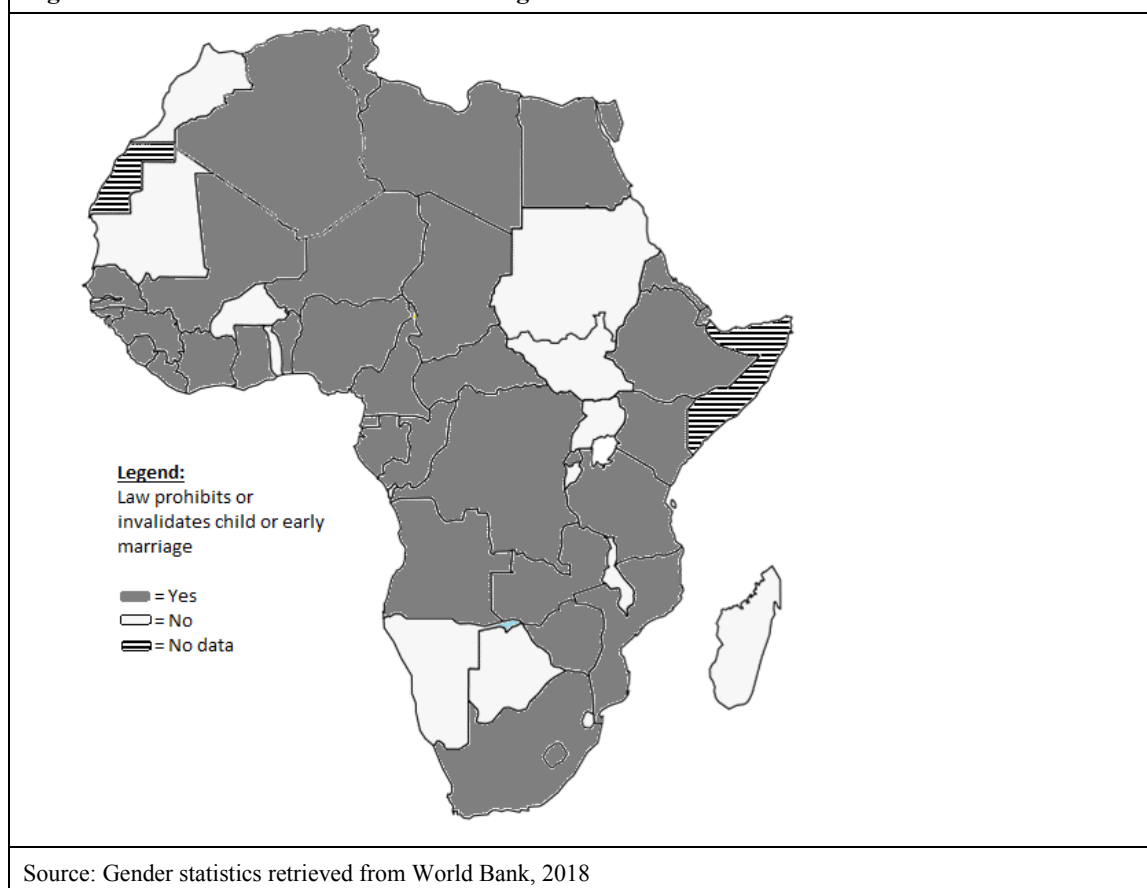 Legend:
Law prohibits or
invalidates child or early
marriage
= Yes
= No
= No data
Source: Gender statistics retrieved from World Bank, 2018